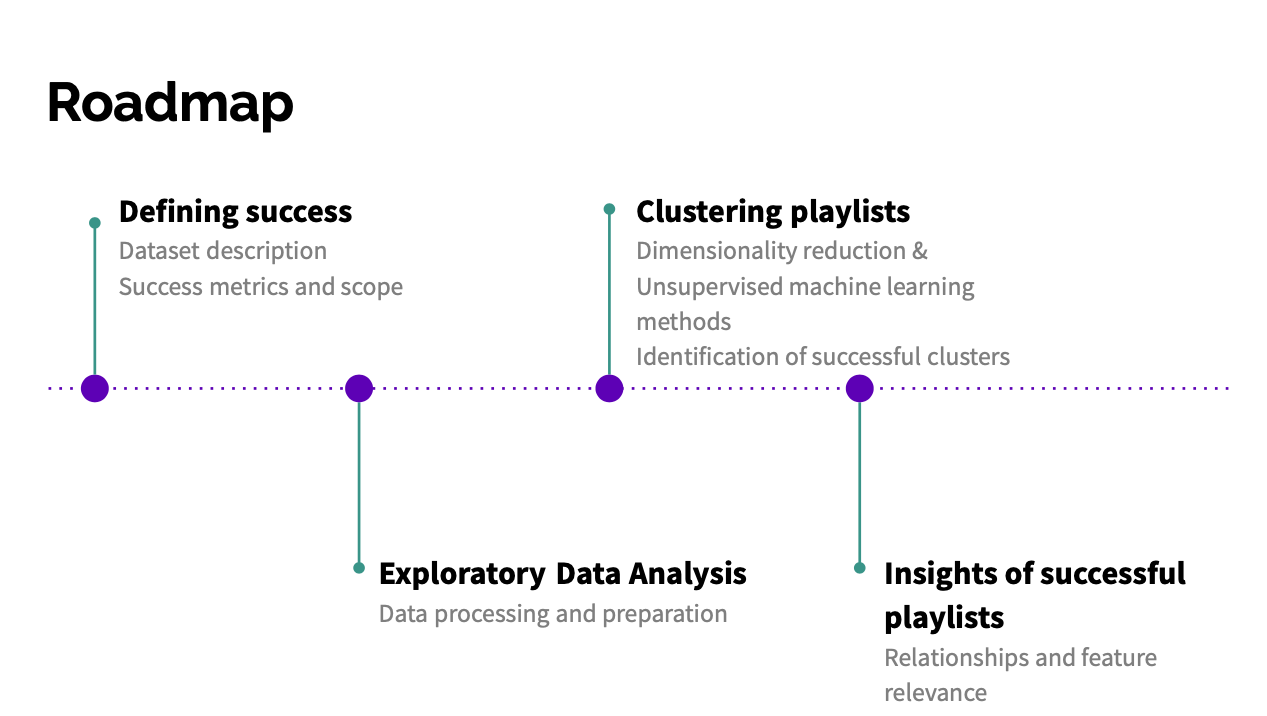 Roadmap
Defining success
Dataset description
Success metrics and scope
Clustering playlists
Dimensionality reduction &
Unsupervised machine learning
methods
Identification of successful clusters
Exploratory Data Analysis
Data processing and preparation
Insights of successful
playlists
Relationships and feature
relevance